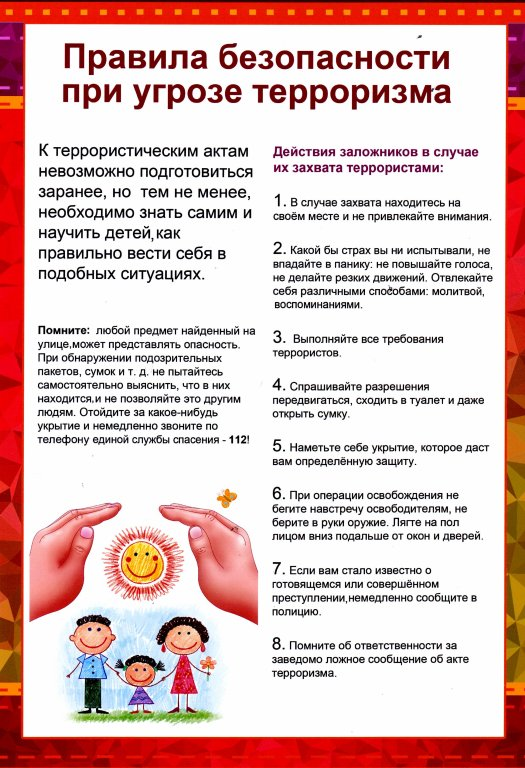 Правила безопасности
при угрозе терроризма
К террористическим актам
невозможно подготовиться
заранее, но тем не менее,
необходимо знать самим и
научить детей,как
правильно вести себя в
подобных ситуациях.
Помните: любой предмет найденный на
улице,может представлять опасность.
При обнаружении подозрительных
пакетов, сумок и т. д. не пытайтесь
самостоятельно выяснить, что в них
находится,и не позволяйте это другим
людям. Отойдите за какое-нибудь
укрытие и немедленно звоните по
телефону единой службы спасения - 112!
Действия заложников в случае
их захвата террористами:
1. В случае захвата находитесь на
своём месте и не привлекайте внимания.
2. Какой бы страх вы ни испытывали, не
впадайте в панику: не повышайте голоса,
не делайте резких движений. Отвлекайте
себя различными способами: молитвой,
воспоминаниями.
3. Выполняйте все требования
террористов.
4. Спрашивайте разрешения
передвигаться, сходить в туалет и даже
открыть сумку.
5. Наметьте себе укрытие, которое даст
вам определённую защиту.
6. При операции освобождения не
бегите навстречу освободителям, не
берите в руки оружие. Лягте на пол
лицом вниз подальше от окон и дверей.
7. Если вам стало известно о
готовящемся или совершённом
преступлении,немедленно сообщите в
полицию.
8. Помните об ответственности за
заведомо ложное сообщение об акте
терроризма.